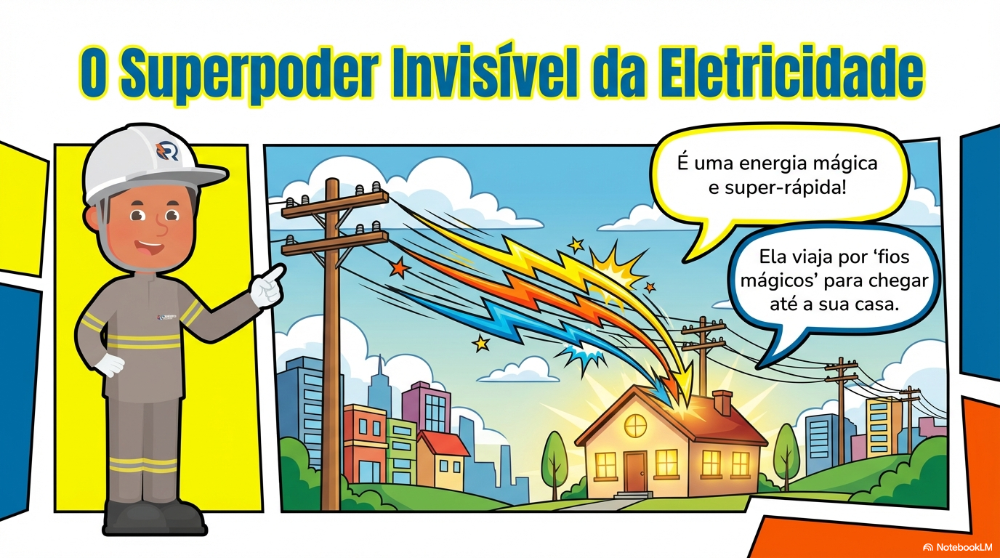 O Superpoder Invisível da Eletricidade
É uma energia mágica
e super-rápida!
Ela viaja por ‘fios
mágicos’ para chegar
até a sua casa.
R
NotebookLM